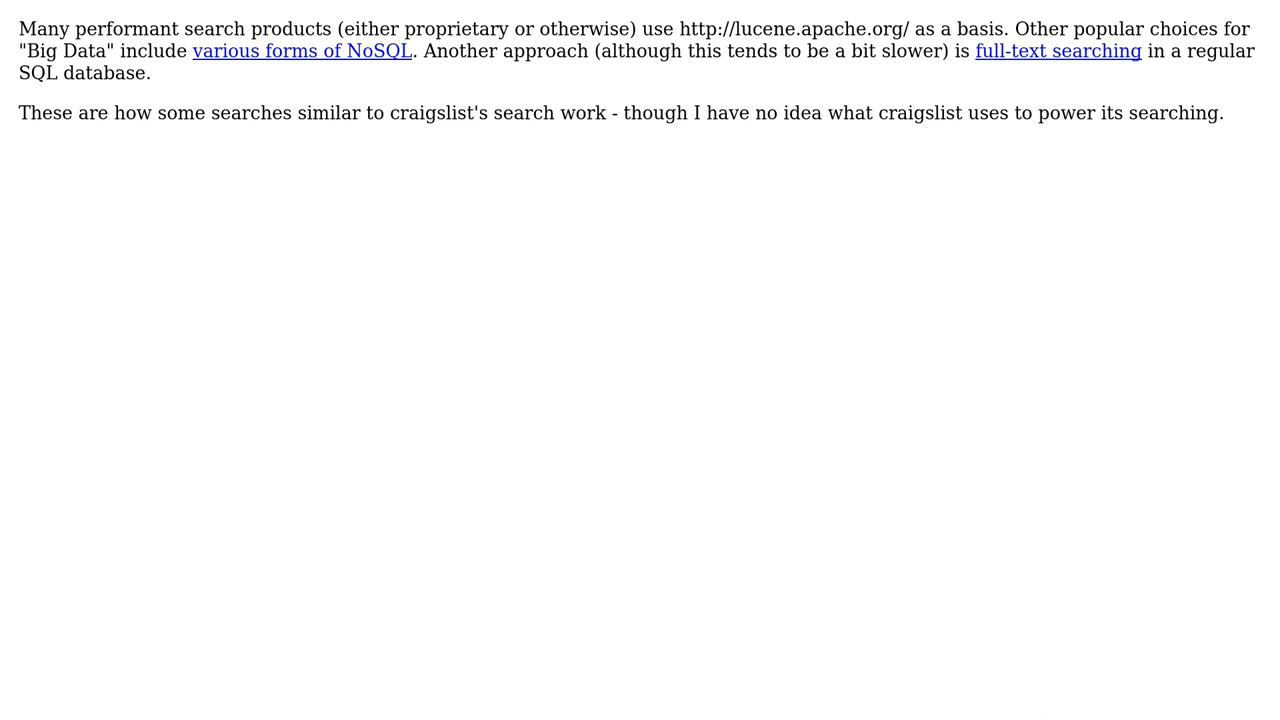 Many performant search products (either proprietary or otherwise) use http://lucene.apache.org/ as a basis. Other popular choices for
"Big Data" include various forms of NoSQL. Another approach (although this tends to be a bit slower) is full-text searching in a regular
SQL database.
These are how some searches similar to craigslist's search work - though I have no idea what craigslist uses to power its searching.